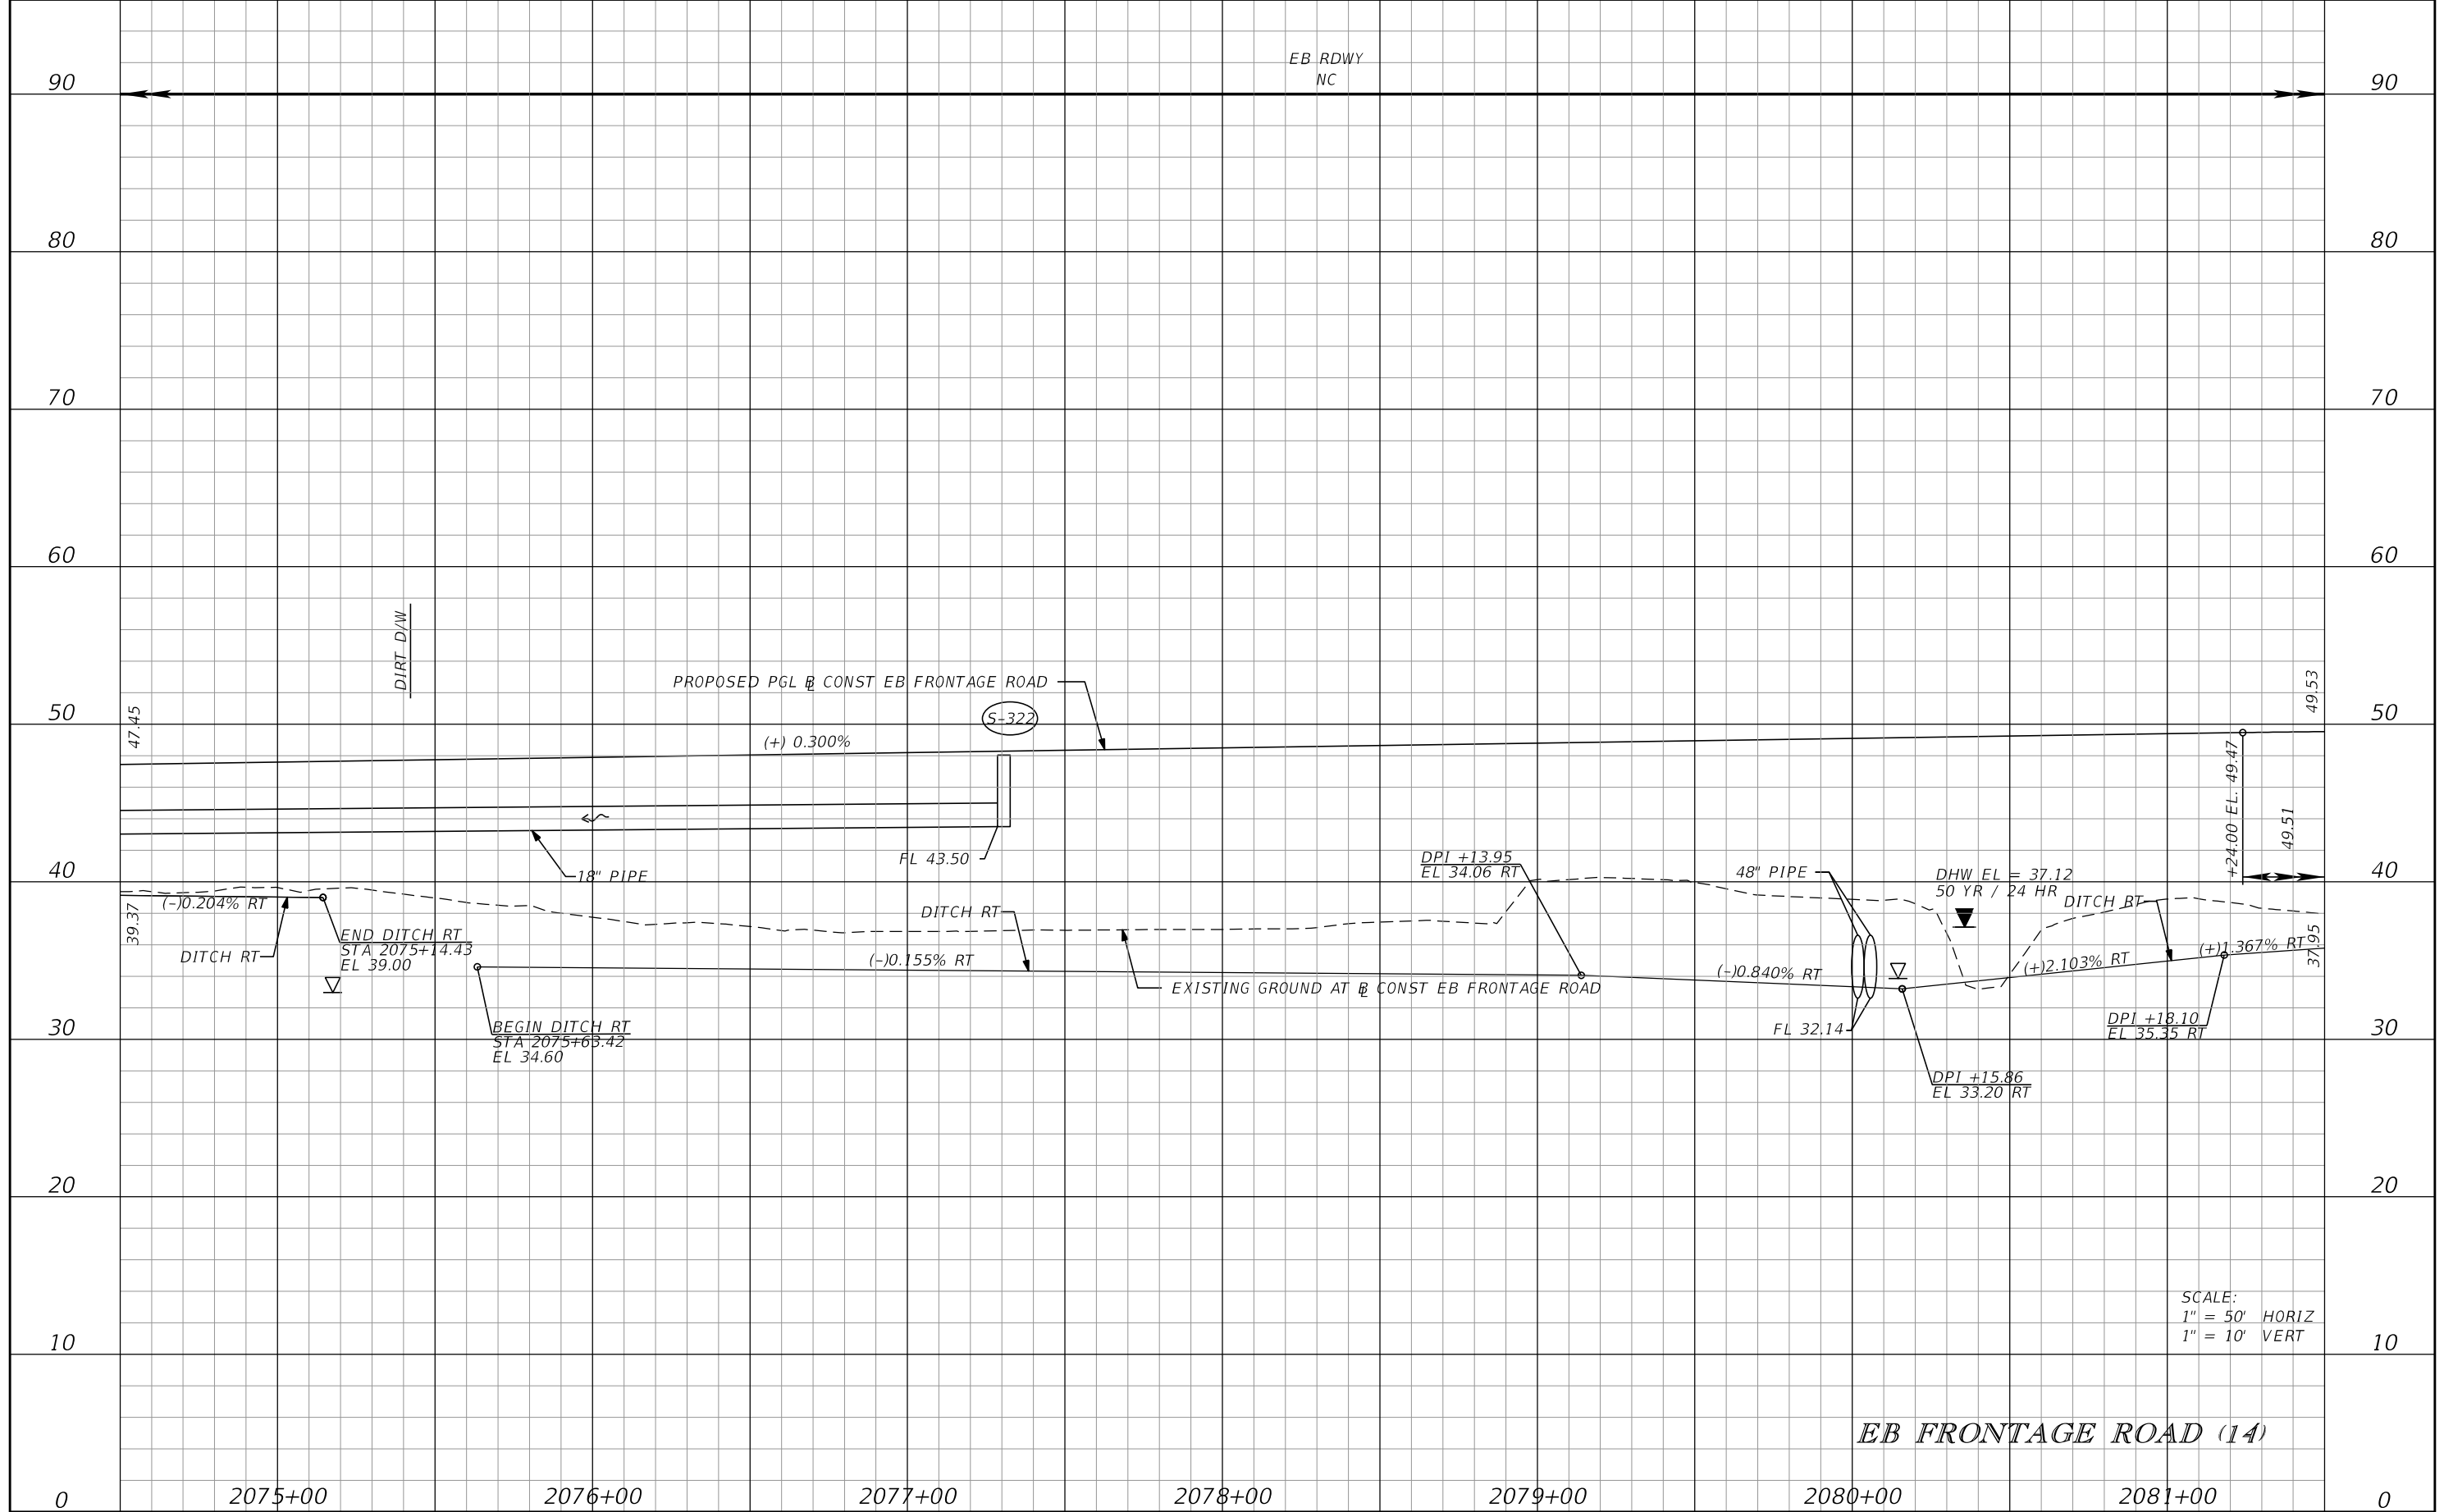 EB RDWY
NC
90
90
80
80
70
70
60
60
DIRT D/W
PROPOSED PGL BL CONST EB FRONTAGE ROAD
49.53
50
47.45
S-322
50
(+) 0.300%
+24.00 EL. 49.47
49.51
FL 43.50
18" PIPE
DPI +13.95
EL 34.06 RT
48" PIPE
DHW EL = 37.12
50 YR / 24 HR
40
40
(-)0.204% RT
39.37
DITCH RT
DITCH RT
END DITCH RT
STA 2075+14.43
EL 39.00
DITCH RT
(-)0.155% RT
(-)0.840% RT
(+)2.103% RT
(+)1.367% RT
37.95
EXISTING GROUND AT BL CONST EB FRONTAGE ROAD
30
BEGIN DITCH RT
STA 2075+63.42
EL 34.60
FL 32.14
DPI +18.10
EL 35.35 RT
30
DPI +15.86
EL 33.20 RT
20
20
SCALE:
1" = 50' HORIZ
1" = 10' VERT
10
10
EB FRONTAGE ROAD (14)
0
2075+00
2076+00
2077+00
2078+00
2079+00
2080+00
2081+00
0